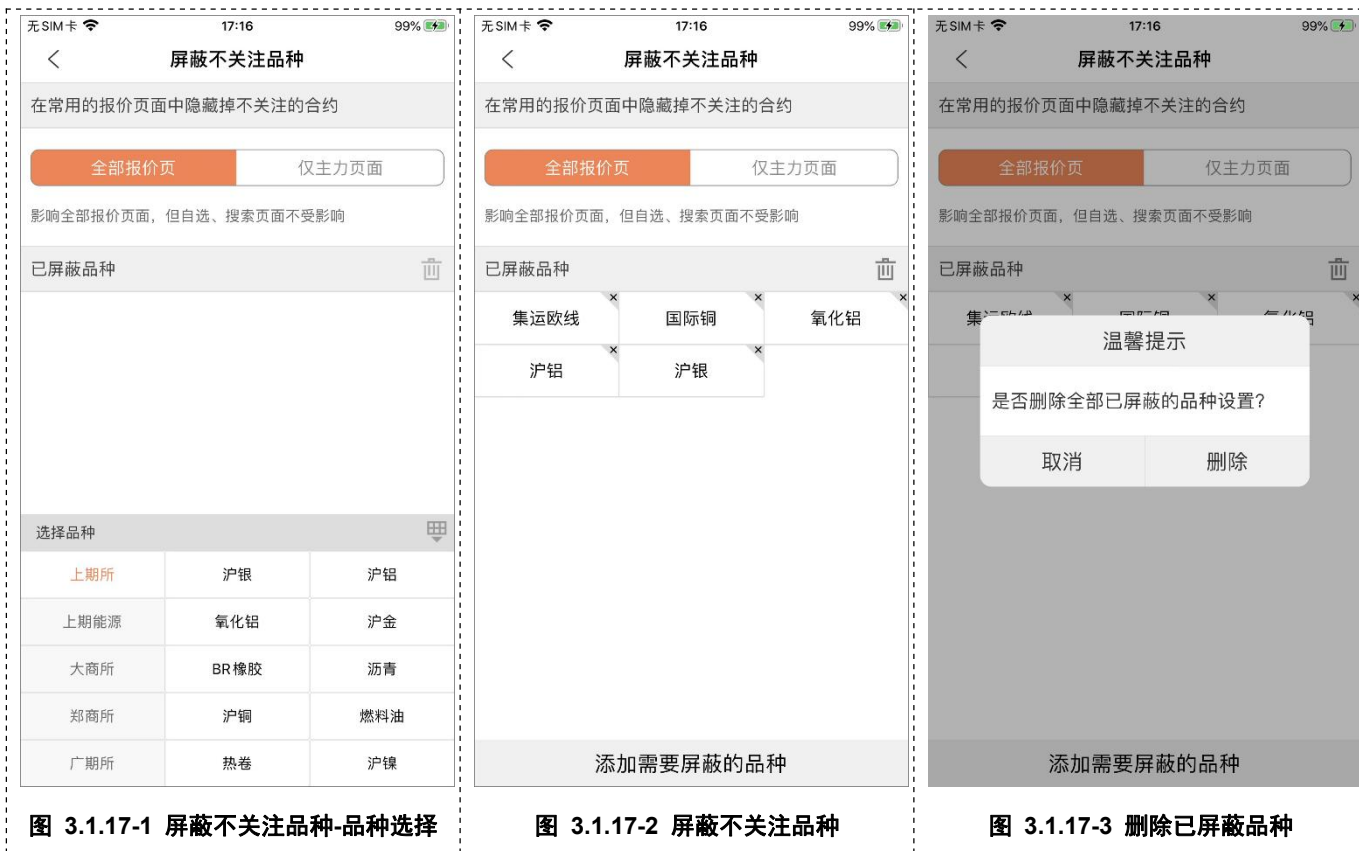 无SIM卡 17:16 99%
屏蔽不关注品种
在常用的报价页面中隐藏掉不关注的合约
全部报价页 仅主力页面
影响全部报价页面，但自选、搜索页面不受影响
已屏蔽品种
选择品种
上期所 沪银 沪铝
上期能源 氧化铝 沪金
大商所 BR橡胶 沥青
郑商所 沪铜 燃料油
广期所 热卷 沪镍
图 3.1.17-1 屏蔽不关注品种-品种选择
无SIM卡 17:16 99%
屏蔽不关注品种
在常用的报价页面中隐藏掉不关注的合约
全部报价页 仅主力页面
影响全部报价页面，但自选、搜索页面不受影响
已屏蔽品种
集运欧线 国际铜 氧化铝
沪铝 沪银
添加需要屏蔽的品种
图 3.1.17-2 屏蔽不关注品种
无SIM卡 17:16 99%
屏蔽不关注品种
在常用的报价页面中隐藏掉不关注的合约
全部报价页 仅主力页面
影响全部报价页面，但自选、搜索页面不受影响
已屏蔽品种
温馨提示
是否删除全部已屏蔽的品种设置?
取消 删除
添加需要屏蔽的品种
图 3.1.17-3 删除已屏蔽品种